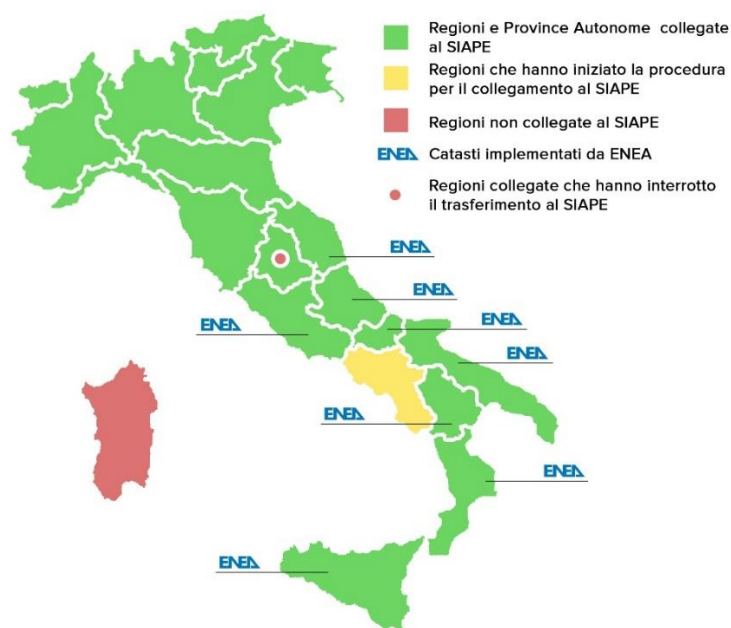 Regioni e Province Autonome collegate
al SIAPE
Regioni che hanno iniziato la procedura
per il collegamento al SIAPE
Regioni non collegate al SIAPE
ENEA Catasti implementati da ENEA
Regioni collegate che hanno interrotto
il trasferimento al SIAPE
ENEA
ENEA
ENEA
ENEA
ENEA
ENEA
ENEA
ENEA